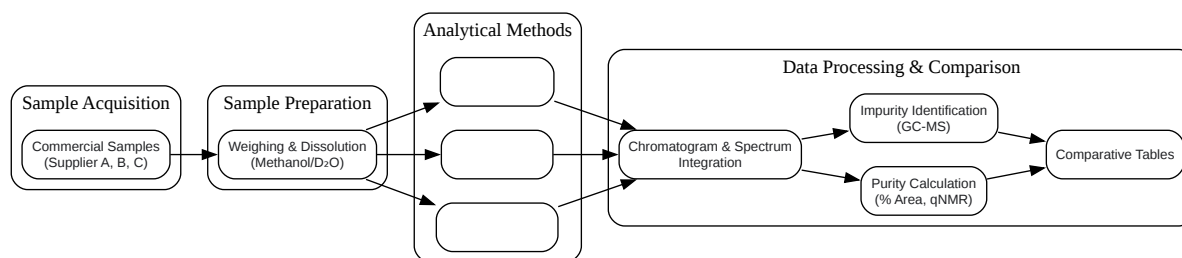 Analytical Methods
Data Processing & Comparison
Sample Acquisition
Sample Preparation
Commercial Samples
(Supplier A, B, C)
Weighing & Dissolution
(Methanol/D₂O)
Chromatogram & Spectrum
Integration
Impurity Identification
(GC-MS)
Purity Calculation
(% Area, qNMR)
Comparative Tables